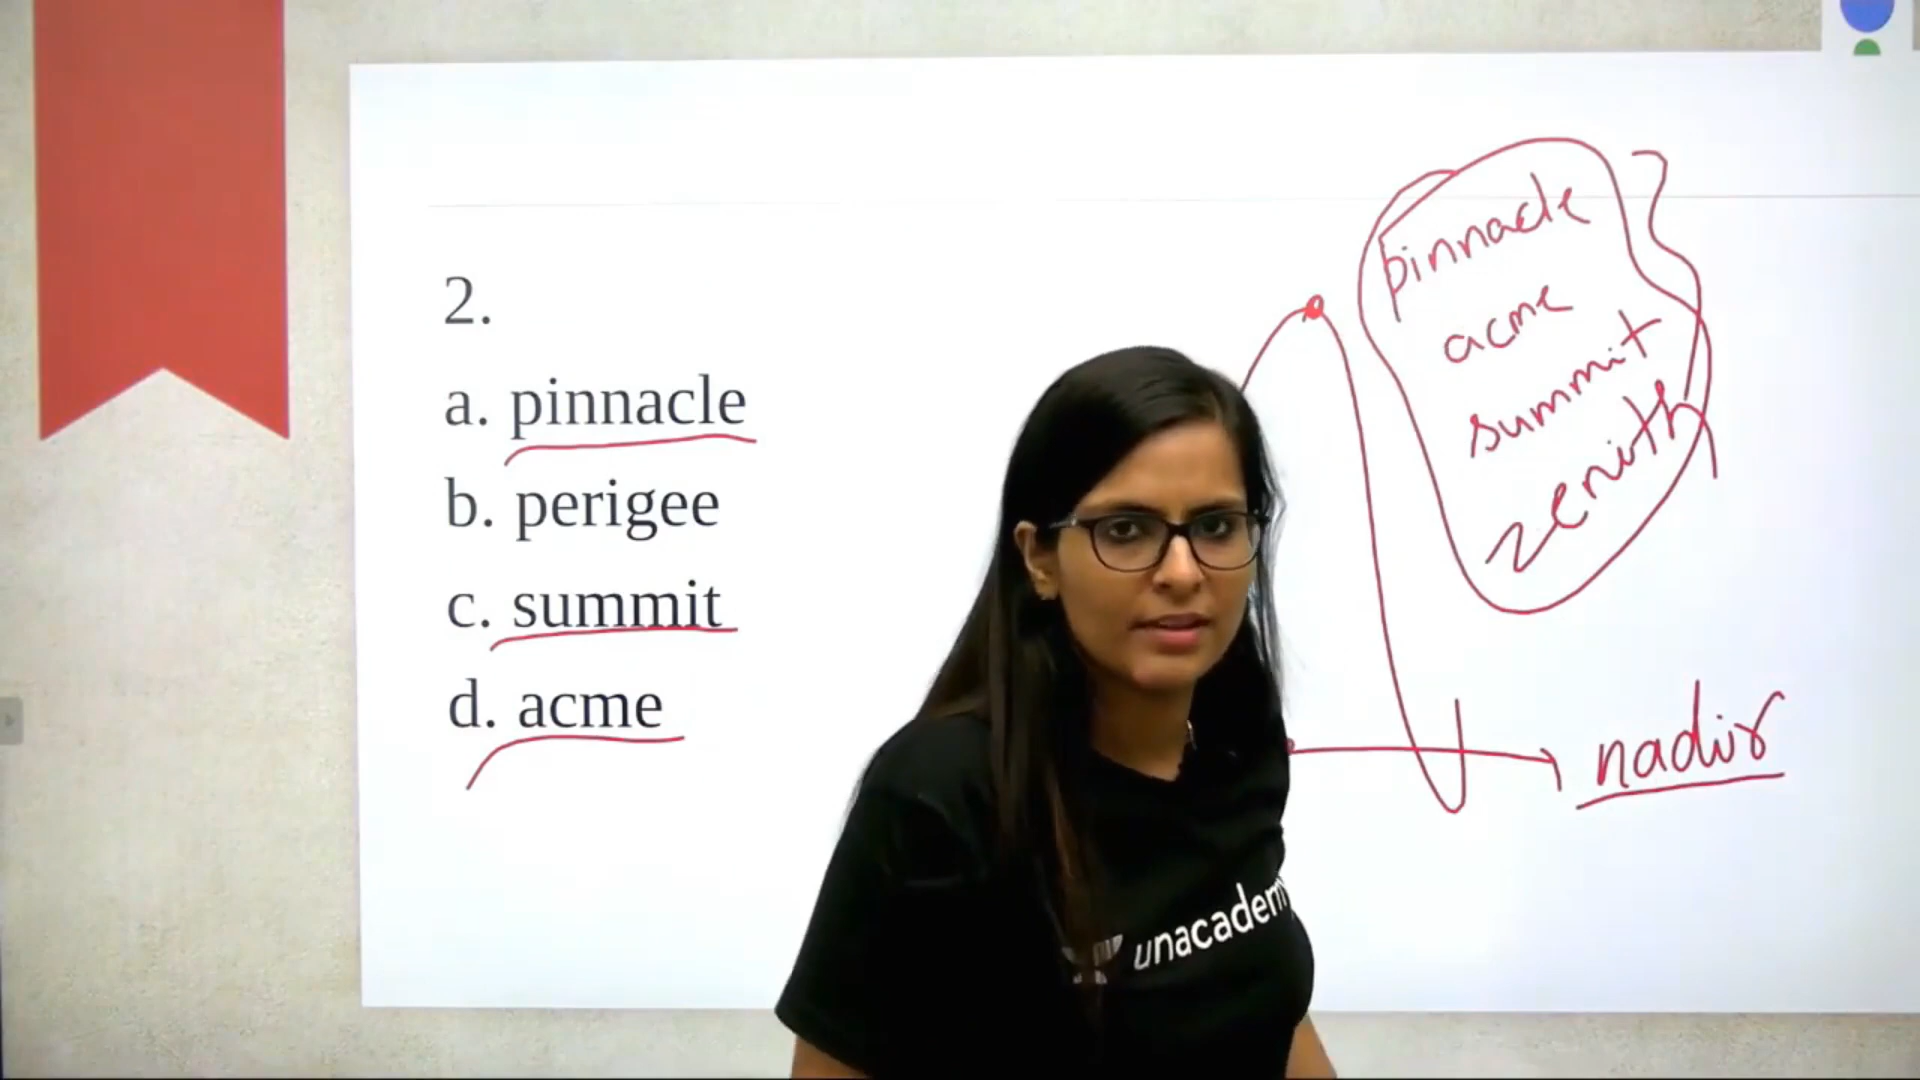 2.
a. pinnacle
b. perigee
c. summit
d. acme
pinnacle
acme
summit
zenith
nadir
unacademy